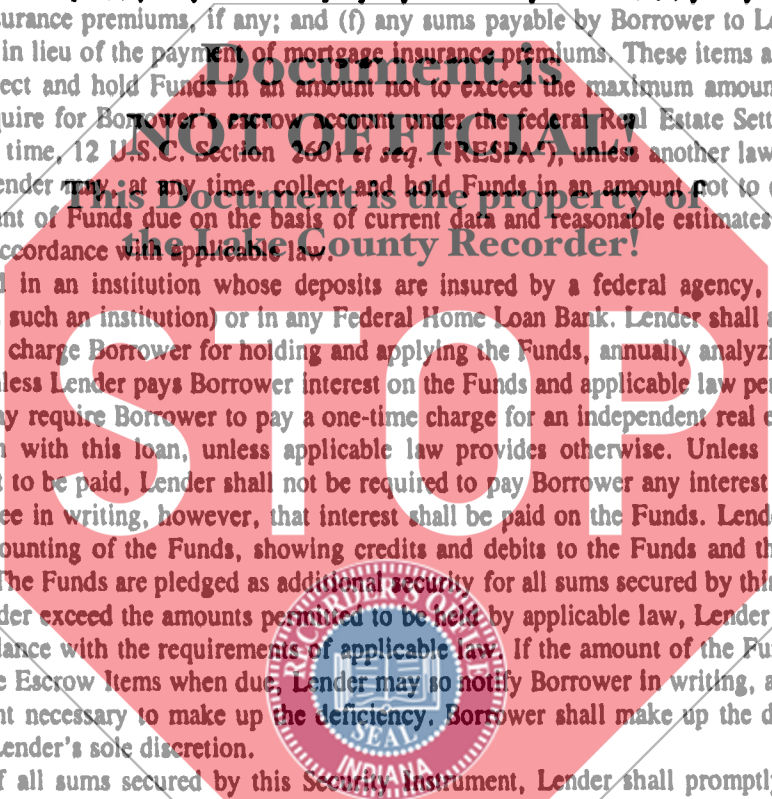 surance premiums, if any; and (f) any sums payable by Borrower to L
in lieu of the payment of mortgage insurance premiums. These items a
Document is
ect and hold Funds in an amount not to exceed the maximum amoun
quire for Borrower's escrow account under the federal Real Estate Sett
NOT OFFICIAL!
time, 12 U.S.C. Section 2601 et seq. ("RESPA"), unless another law
ender may, at any time, collect and hold Funds in an amount not to
This Document is the property of
nt of Funds due on the basis of current data and reasonable estimates
the Lake County Recorder!
ccordance with applicable law.
in an institution whose deposits are insured by a federal agency,
such an institution) or in any Federal Home Loan Bank. Lender shall a
charge Borrower for holding and applying the Funds, annually analyzi
nless Lender pays Borrower interest on the Funds and applicable law per
ay require Borrower to pay a one-time charge for an independent real e
n with this loan, unless applicable law provides otherwise. Unless
STOP
t to be paid, Lender shall not be required to pay Borrower any interest
ee in writing, however, that interest shall be paid on the Funds. Lend
ounting of the Funds, showing credits and debits to the Funds and th
The Funds are pledged as additional security for all sums secured by thi
der exceed the amounts permitted to be held by applicable law, Lender
dance with the requirements of applicable law. If the amount of the Fu
e Escrow Items when due, Lender may so notify Borrower in writing, a
nt necessary to make up the deficiency. Borrower shall make up the d
Lender's sole discretion.
SEAL
INDIANA
f all sums secured by this Security Instrument, Lender shall promptly